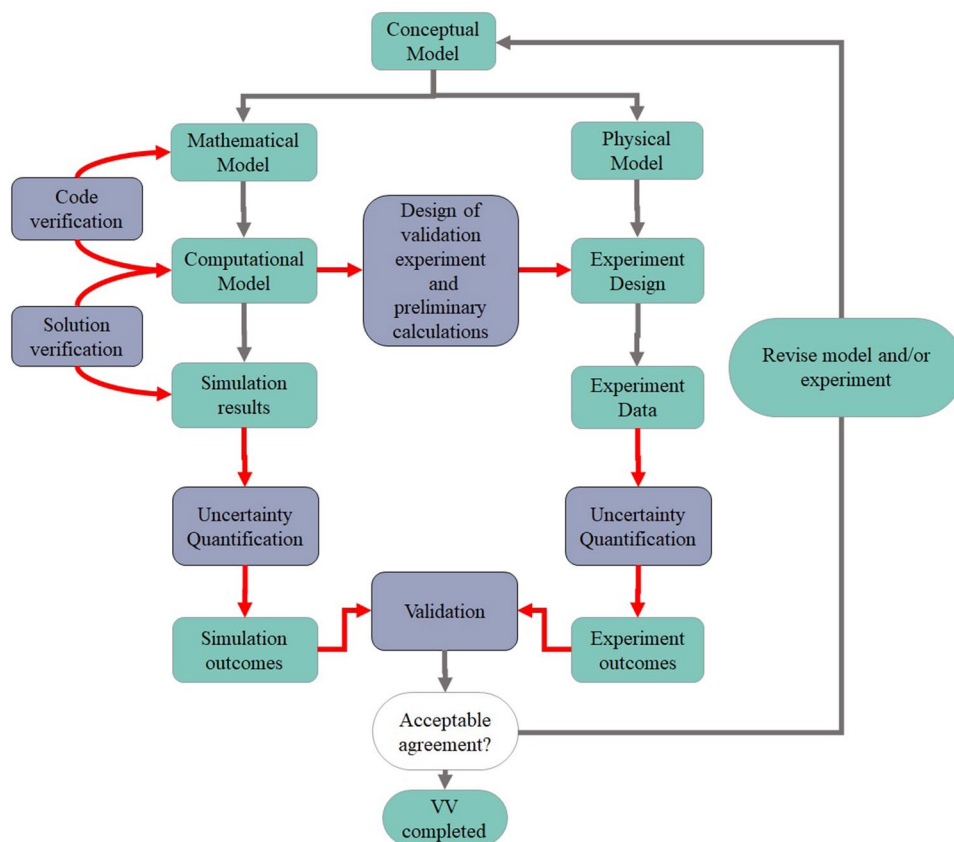 Conceptual
Model
Mathematical
Model
Physical
Model
Code
verification
Design of
validation
experiment
and
preliminary
calculations
Computational
Model
Experiment
Design
Solution
verification
Revise model and/or
experiment
Simulation
results
Experiment
Data
Uncertainty
Quantification
Uncertainty
Quantification
Simulation
outcomes
Validation
Experiment
outcomes
Acceptable
agreement?
VV
completed